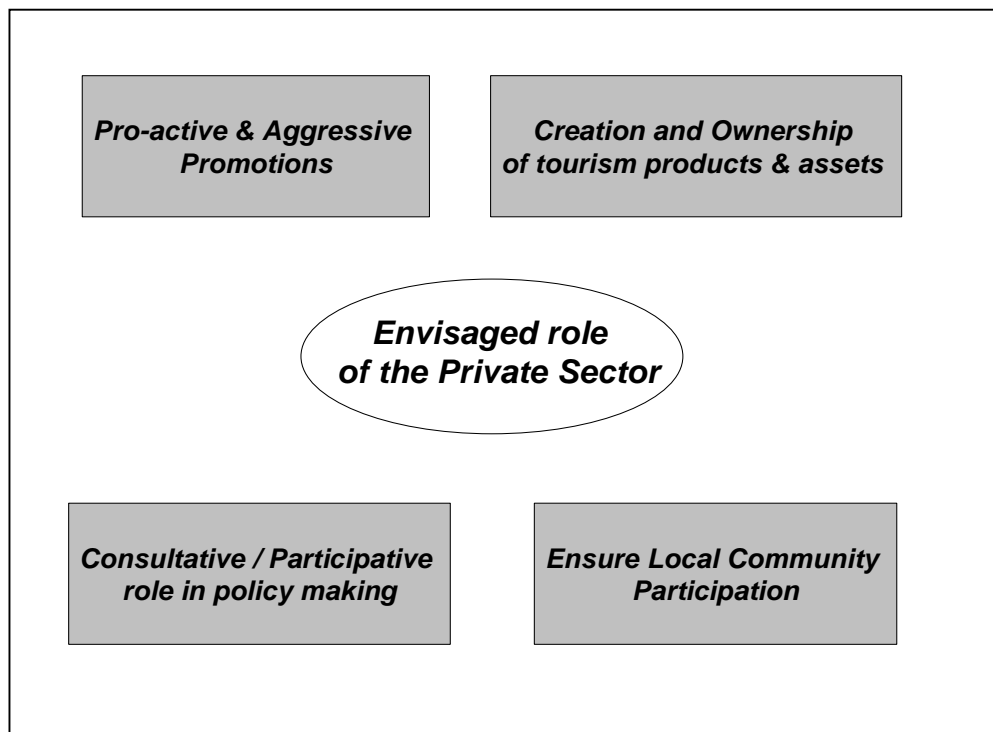 Pro-active & Aggressive
Promotions
Creation and Ownership
of tourism products & assets
Envisaged role
of the Private Sector
Consultative / Participative
role in policy making
Ensure Local Community
Participation